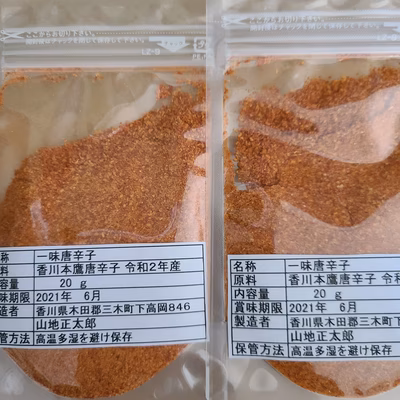 名称 一味唐辛子
料 香川本鷹唐辛子 令和2年産
容量 20 g
味期限 2021年 6月
造者 香川県木田郡三木町下高岡846
山地正太郎
保管方法 高温多湿を避け保存
名称 一味唐辛子
原料 香川本鷹唐辛子 令和
内容量 20 g
賞味期限 2021年 6月
製造者 香川県木田郡三木町下
山地正太郎
保管方法 高温多湿を避け保存